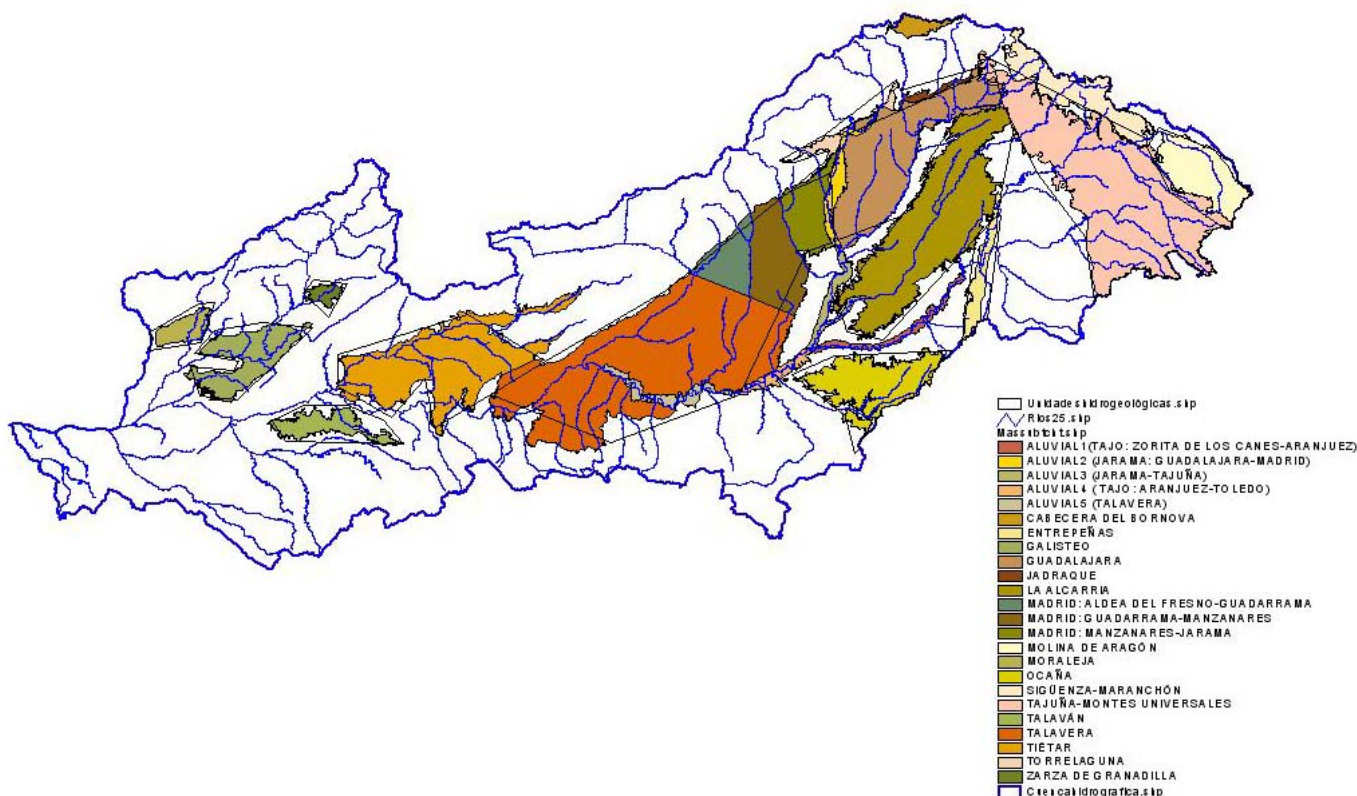 Unidadeshidrogeológicas.shp
Rios25.shp
Massubtbht.shp
ALUVIAL1(TAJO: ZORITA DE LOS CANES-ARANJUEZ)
ALUVIAL2 (JARAMA: GUADALAJARA-MADRID)
ALUVIAL3 (JARAMA-TAJUÑA)
ALUVIAL4 (TAJO: ARANJUEZ-TOLEDO)
ALUVIAL5 (TALAVERA)
CABECERA DEL BORNOVA
ENTREPEÑAS
GALISTEO
GUADALAJARA
JADRAQUE
LA ALCARRIA
MADRID: ALDEA DEL FRESNO-GUADARRAMA
MADRID: GUADARRAMA-MANZANARES
MADRID: MANZANARES-JARAMA
MOLINA DE ARAGÓN
MORALEJA
OCAÑA
SIGÜENZA-MARANCHÓN
TAJUÑA-MONTES UNIVERSALES
TALAVÁN
TALAVERA
TIÉTAR
TORRELAGUNA
ZARZA DE GRANADILLA
Cuencahidrografica.shp